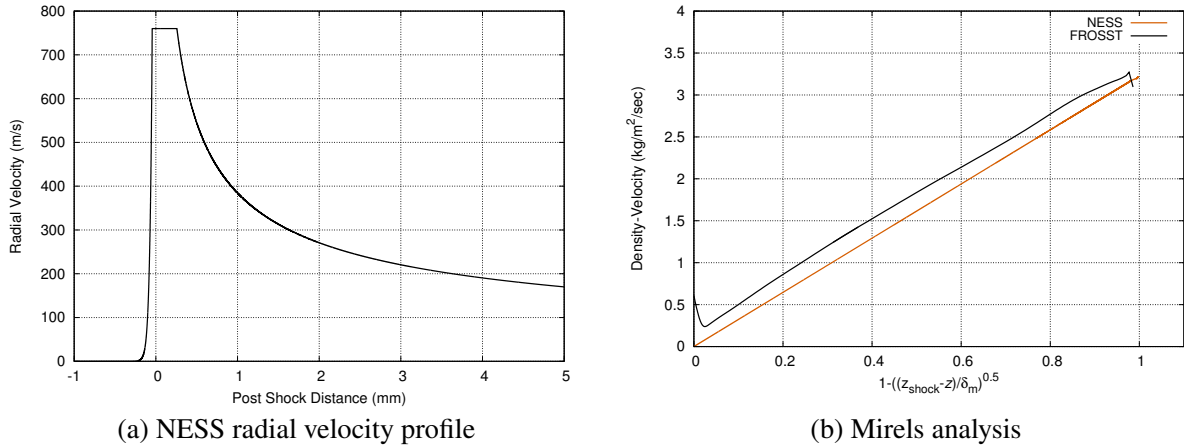 800
700
600
500
400
300
200
100
0
Radial Velocity (m/s)
-1 0 1 2 3 4 5
Post Shock Distance (mm)
(a) NESS radial velocity profile
4
3.5
3
2.5
2
1.5
1
0.5
0
Density-Velocity (kg/m²/sec)
NESS
FROSST
0 0.2 0.4 0.6 0.8 1
1-((z_shock-z)/δ_m)^0.5
(b) Mirels analysis